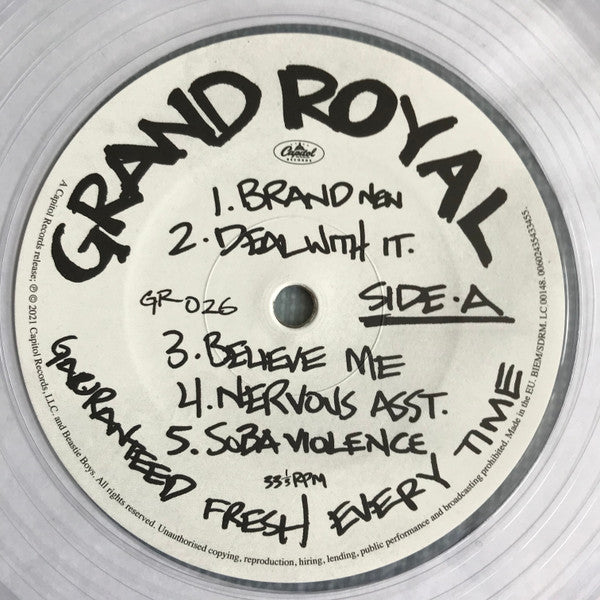 GRAND ROYAL
Capitol
RECORDS
1. BRAND NEW
2. DEAL WITH IT.
GR-026
SIDE·A
3. BELIEVE ME
4. NERVOUS ASST.
5. SOBA VIOLENCE
33⅓ RPM
GAURANTEED FRESH EVERY TIME
A Capitol Records release; ℗ © 2021 Capitol Records, LLC. and Beastie Boys. All rights reserved. Unauthorised copying, reproduction, hiring, lending, public performance and broadcasting prohibited. Made in the EU. BIEM/SDRM. LC 00148. 00602435433455.